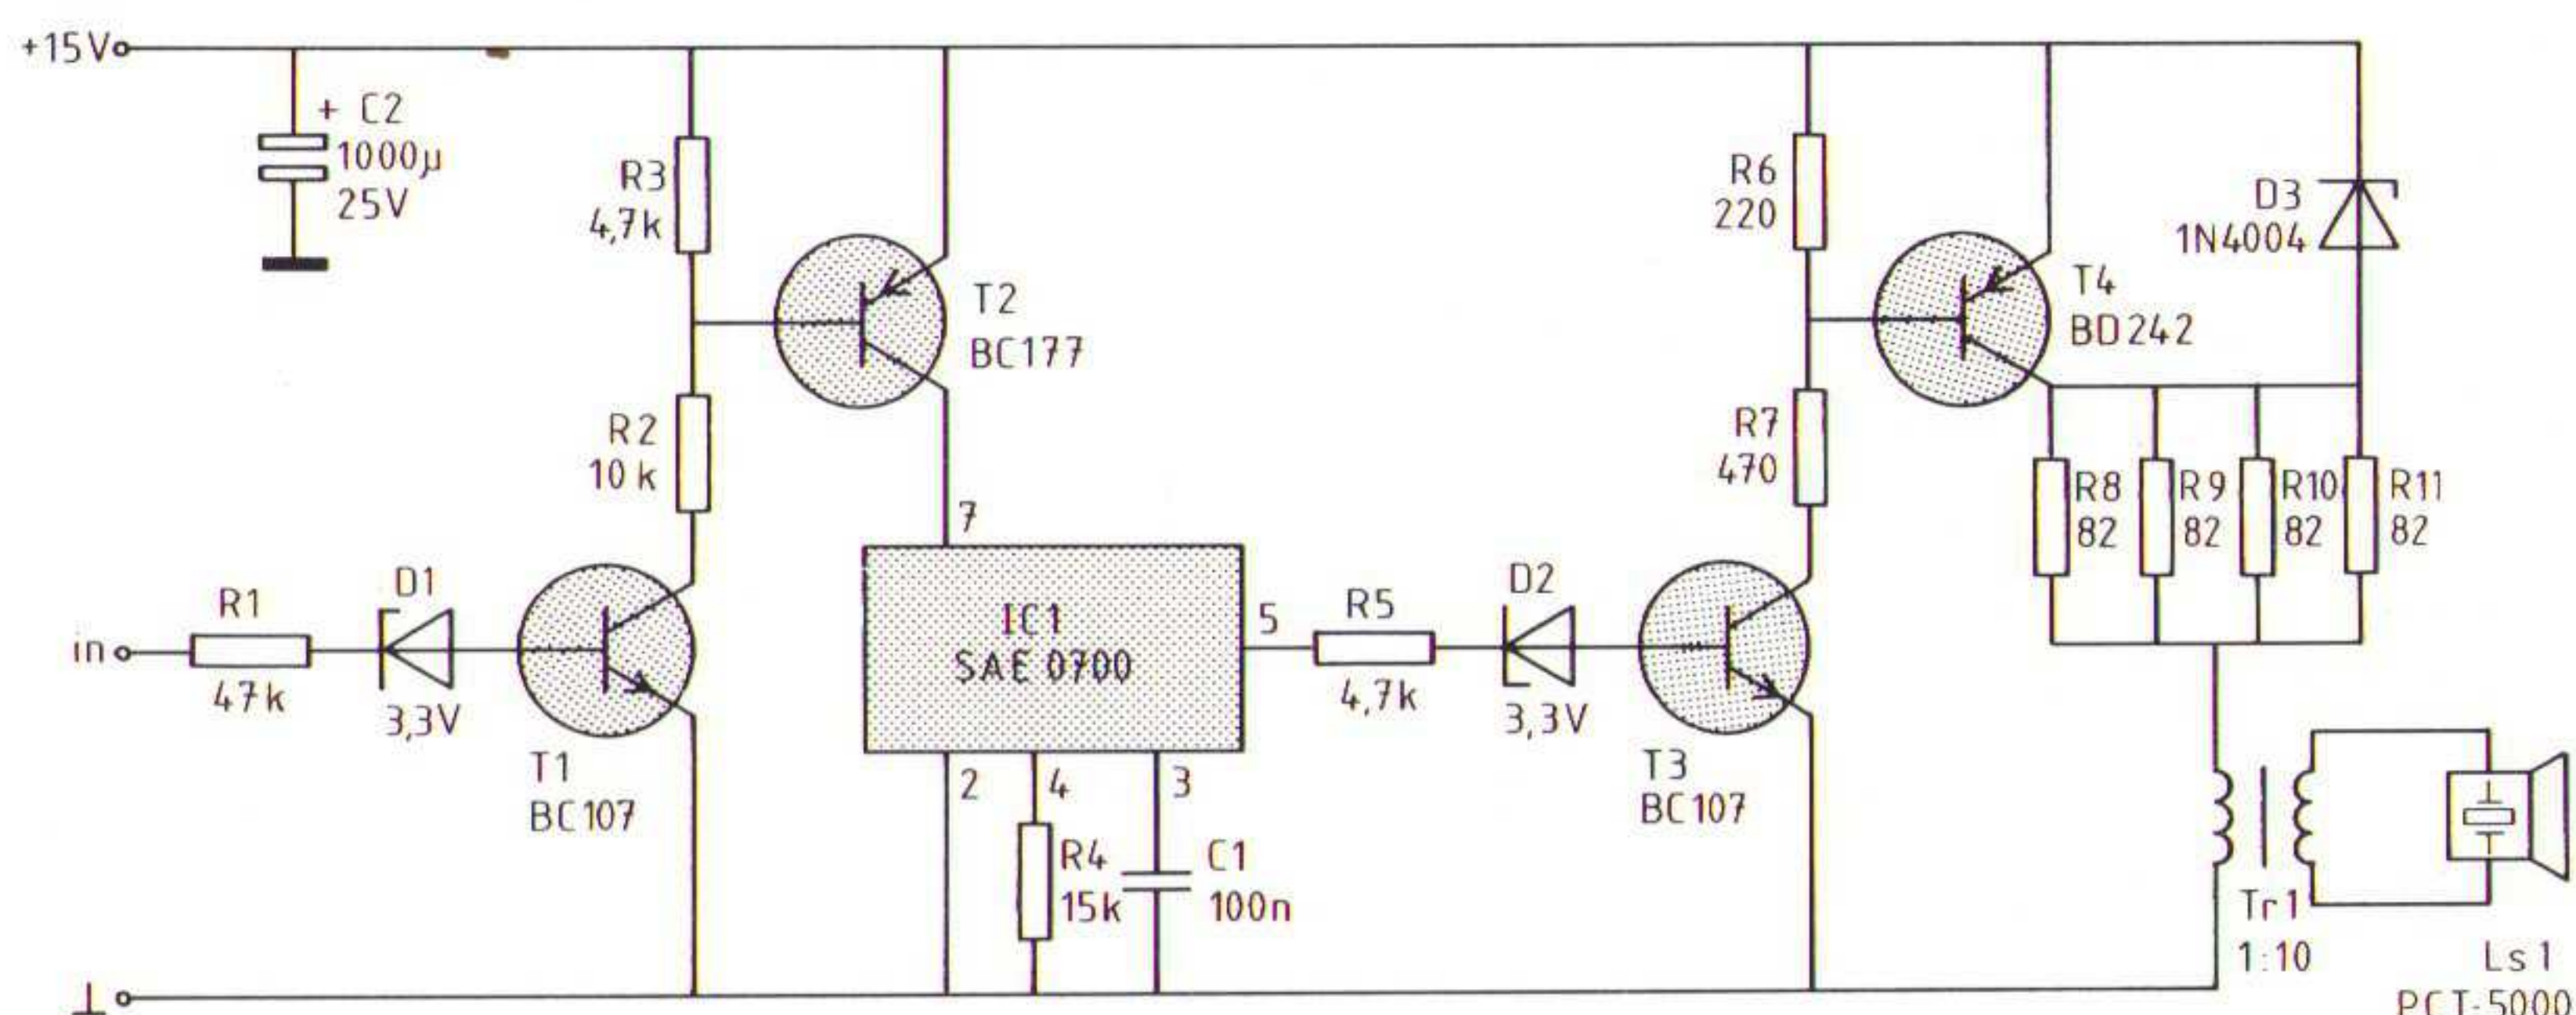 +15V
+ C2
1000µ
25V
R3
4,7k
R2
10 k
T2
BC177
R1
47k
D1
3,3V
in
T1
BC107
7
IC1
SAE 0700
5
2
4
3
R4
15k
C1
100n
R5
4,7k
D2
3,3V
T3
BC107
R6
220
R7
470
T4
BD242
D3
1N4004
R8
82
R9
82
R10
82
R11
82
Tr1
1:10
Ls1
PCT-5000